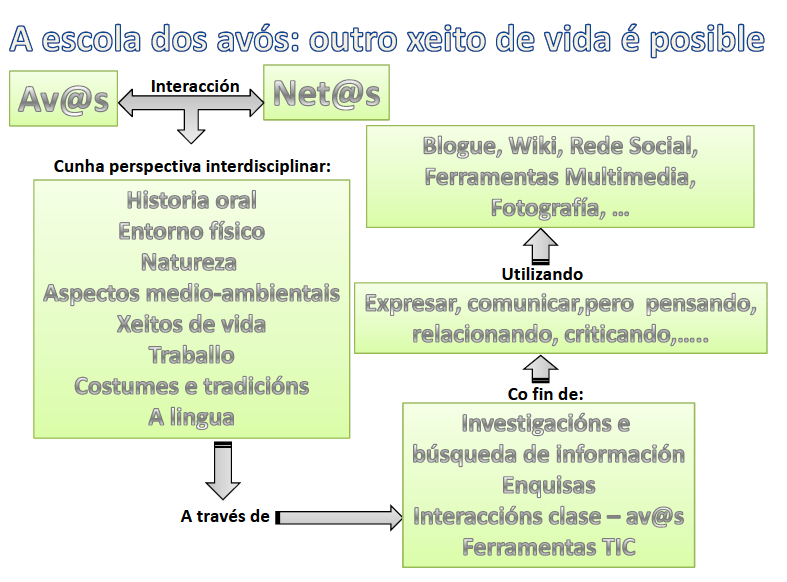 A escola dos avós: outro xeito de vida é posible
Av@s
Interacción
Net@s
Cunha perspectiva interdisciplinar:
Historia oral
Entorno físico
Natureza
Aspectos medio-ambientais
Xeitos de vida
Traballo
Costumes e tradicións
A lingua
A través de
Investigacións e
búsqueda de información
Enquisas
Interaccións clase – av@s
Ferramentas TIC
Co fin de:
Expresar, comunicar,pero pensando,
relacionando, criticando,.....
Utilizando
Blogue, Wiki, Rede Social,
Ferramentas Multimedia,
Fotografía, ...